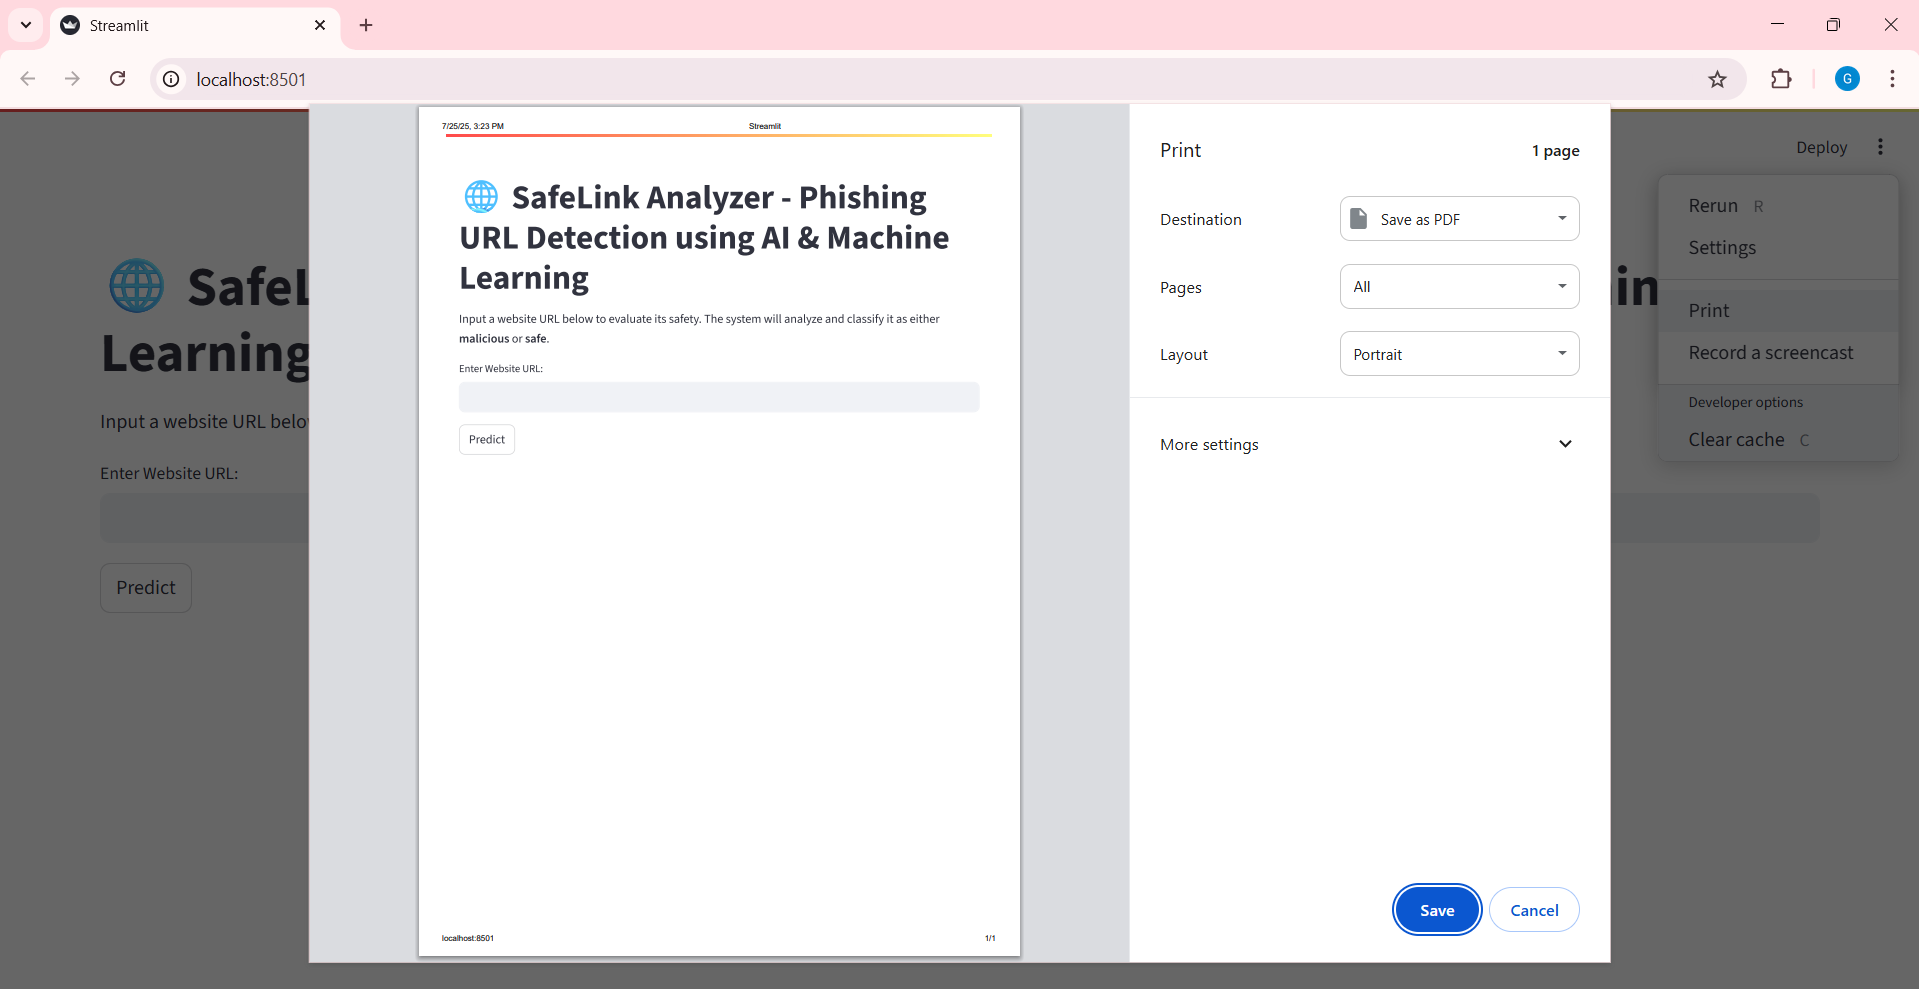 Streamlit
localhost:8501
G
Deploy
SafeL
in
Learning
Input a website URL belo
Enter Website URL:
Predict
Rerun R
Settings
Print
Record a screencast
Developer options
Clear cache C
7/25/25, 3:23 PM Streamlit
SafeLink Analyzer - Phishing
URL Detection using AI & Machine
Learning
Input a website URL below to evaluate its safety. The system will analyze and classify it as either
malicious or safe.
Enter Website URL:
Predict
localhost:8501 1/1
Print 1 page
Destination Save as PDF
Pages All
Layout Portrait
More settings
Save Cancel